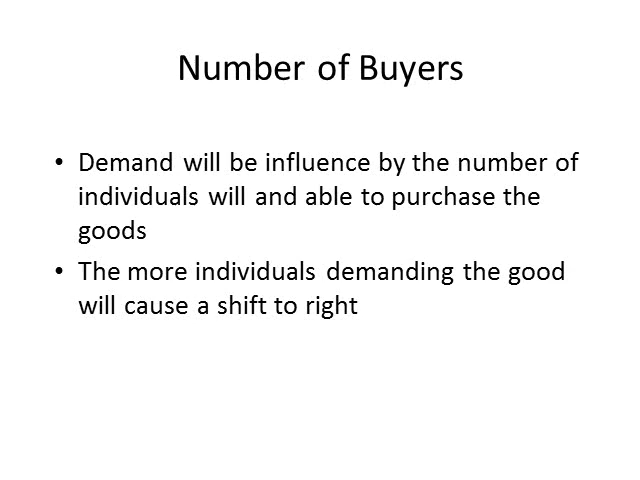 Number of Buyers
• Demand will be influence by the number of
individuals will and able to purchase the
goods
• The more individuals demanding the good
will cause a shift to right